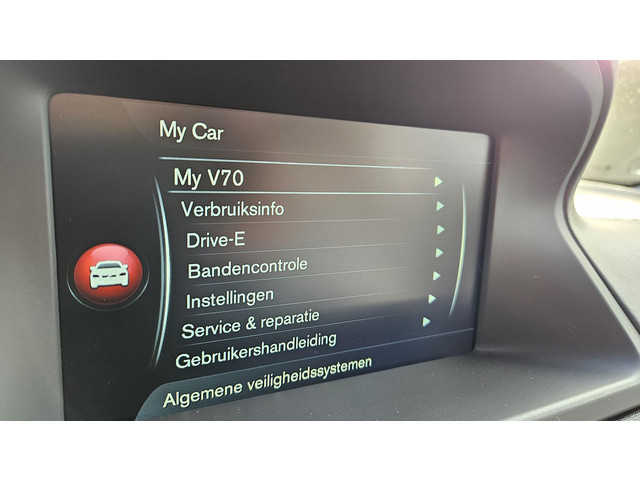 My Car
My V70
Verbruiksinfo
Drive-E
Bandencontrole
Instellingen
Service & reparatie
Gebruikershandleiding
Algemene veiligheidssystemen